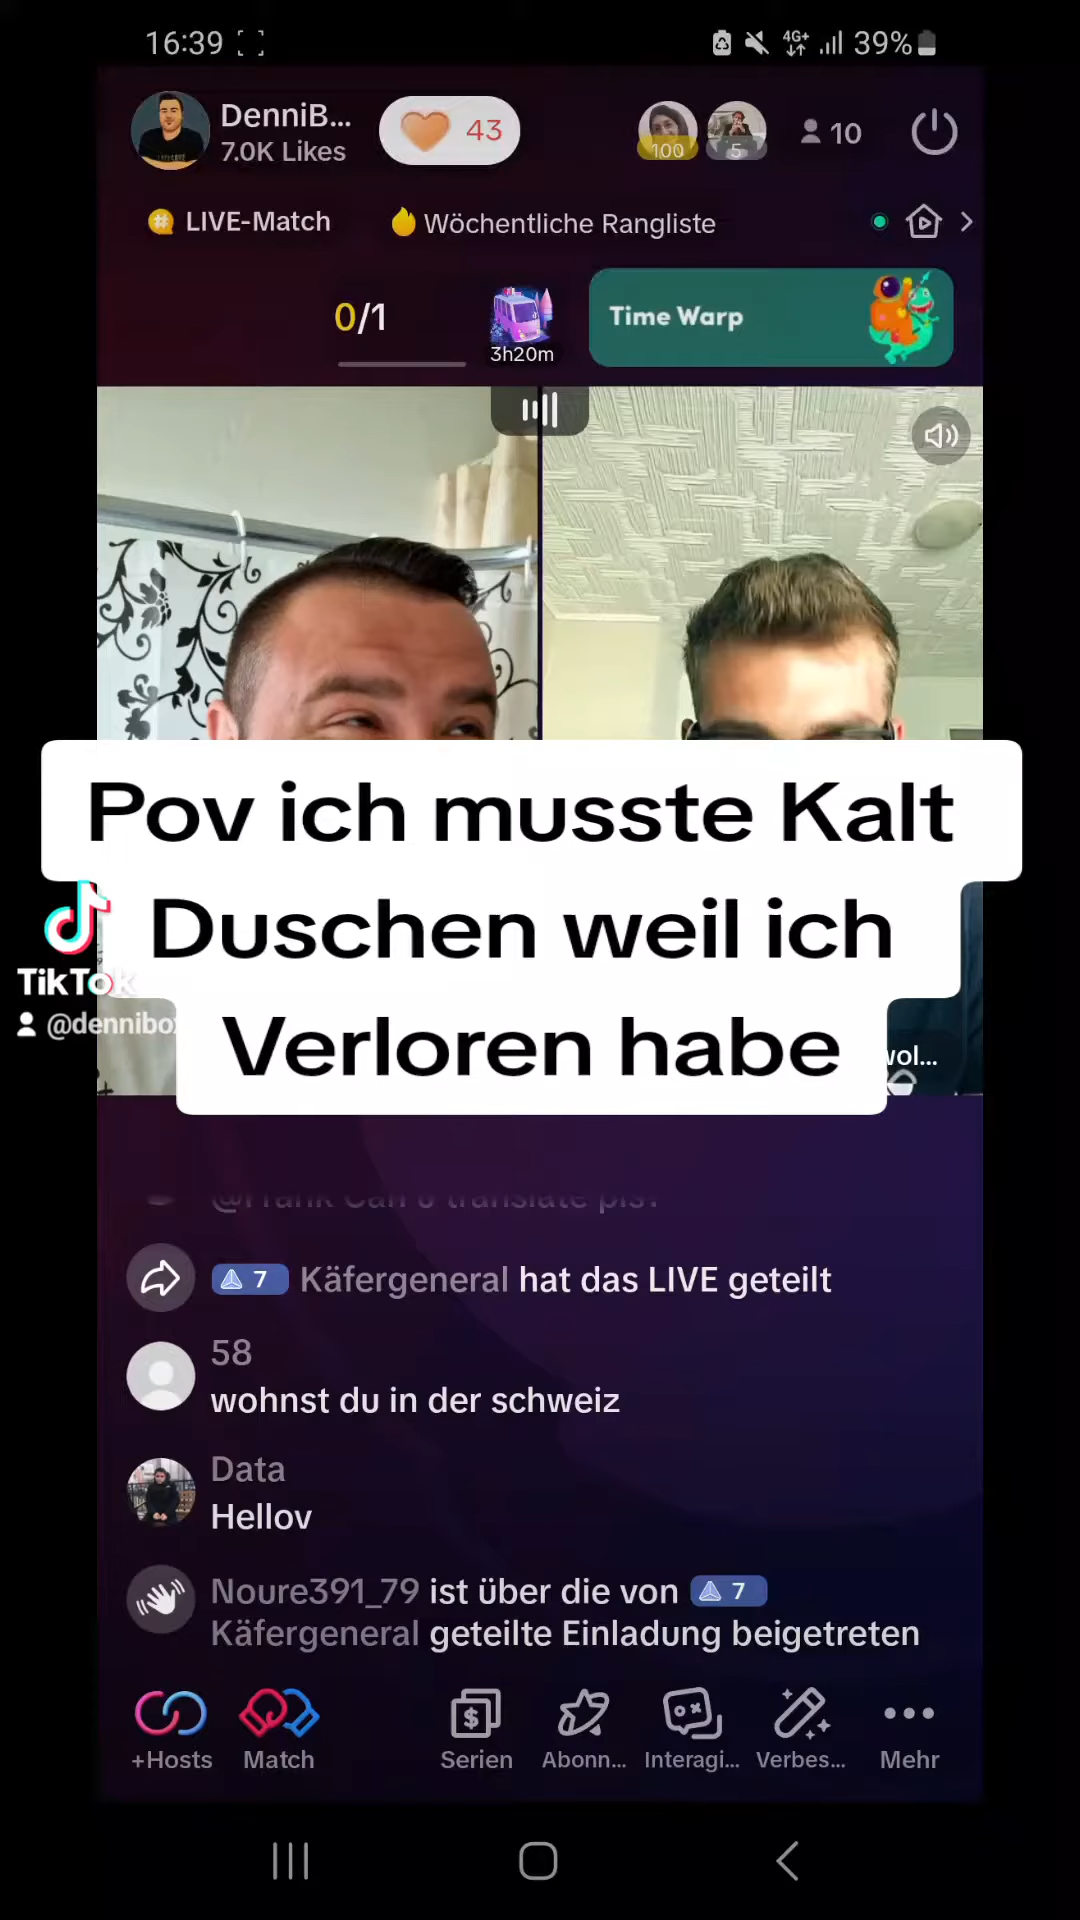 16:39
4G+
39%
DenniB...
7.0K Likes
43
100
5
10
LIVE-Match
Wöchentliche Rangliste
0/1
3h20m
Time Warp
Pov ich musste Kalt
Duschen weil ich
Verloren habe
TikTok
@dennibo
wol...
7 Käfergeneral hat das LIVE geteilt
58
wohnst du in der schweiz
Data
Hellov
Noure391_79 ist über die von 7
Käfergeneral geteilte Einladung beigetreten
+Hosts
Match
Serien
Abonn...
Interagi...
Verbes...
Mehr